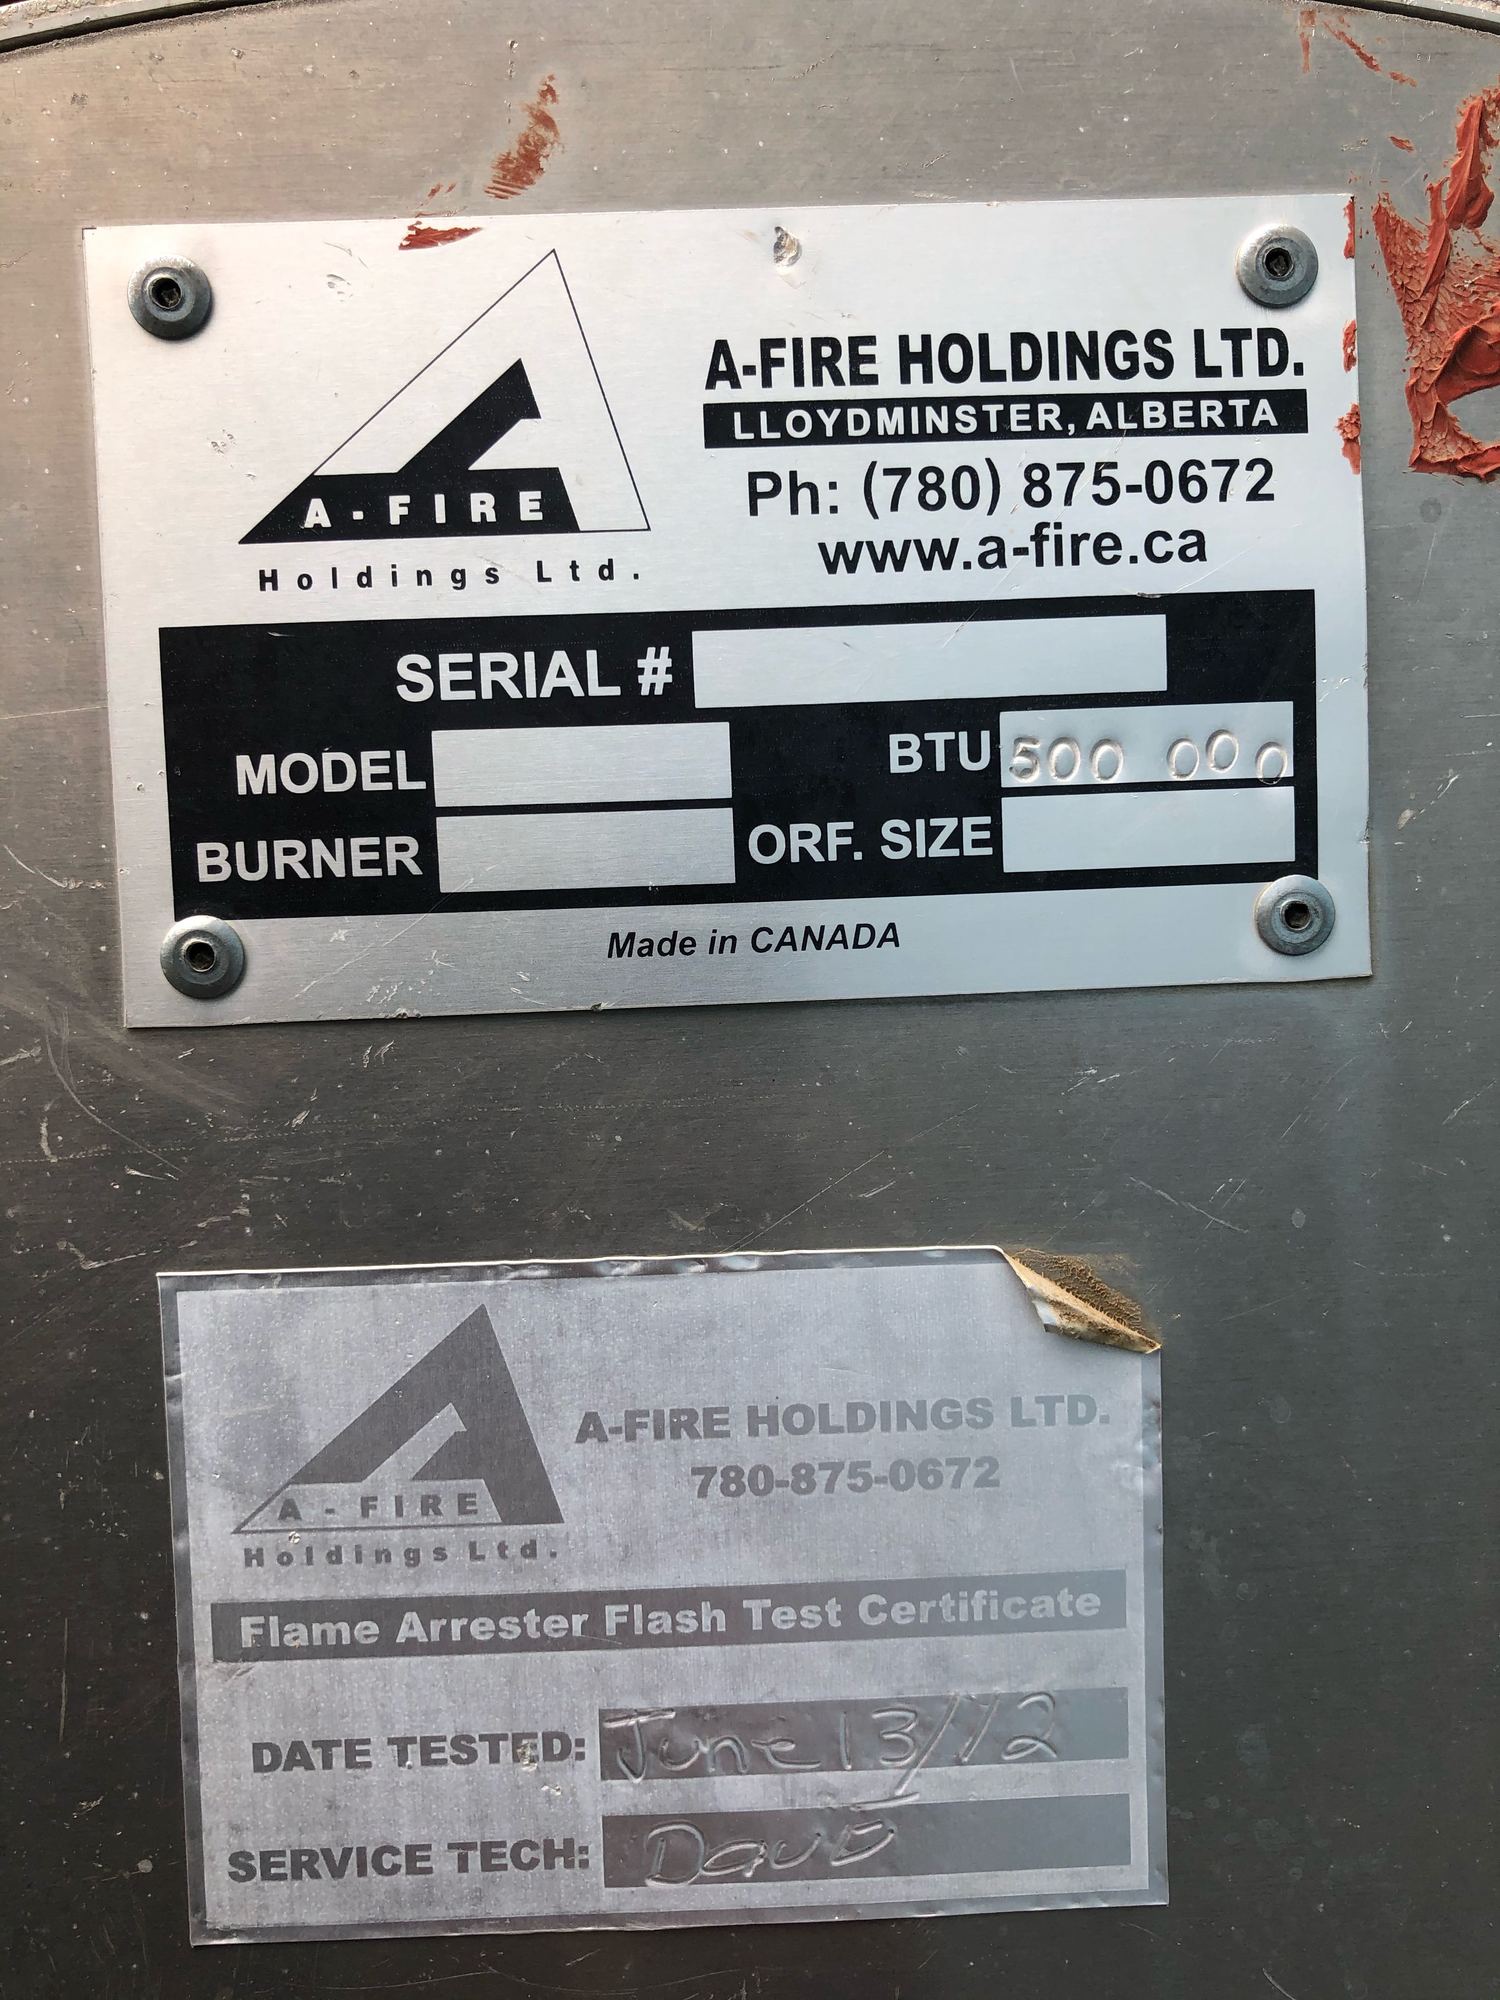 A-FIRE
Holdings Ltd.
A-FIRE HOLDINGS LTD.
LLOYDMINSTER, ALBERTA
Ph: (780) 875-0672
www.a-fire.ca
SERIAL #
MODEL
BTU 500 000
BURNER
ORF. SIZE
Made in CANADA
A-FIRE
Holdings Ltd.
A-FIRE HOLDINGS LTD.
780-875-0672
Flame Arrester Flash Test Certificate
DATE TESTED: June 13/12
SERVICE TECH: